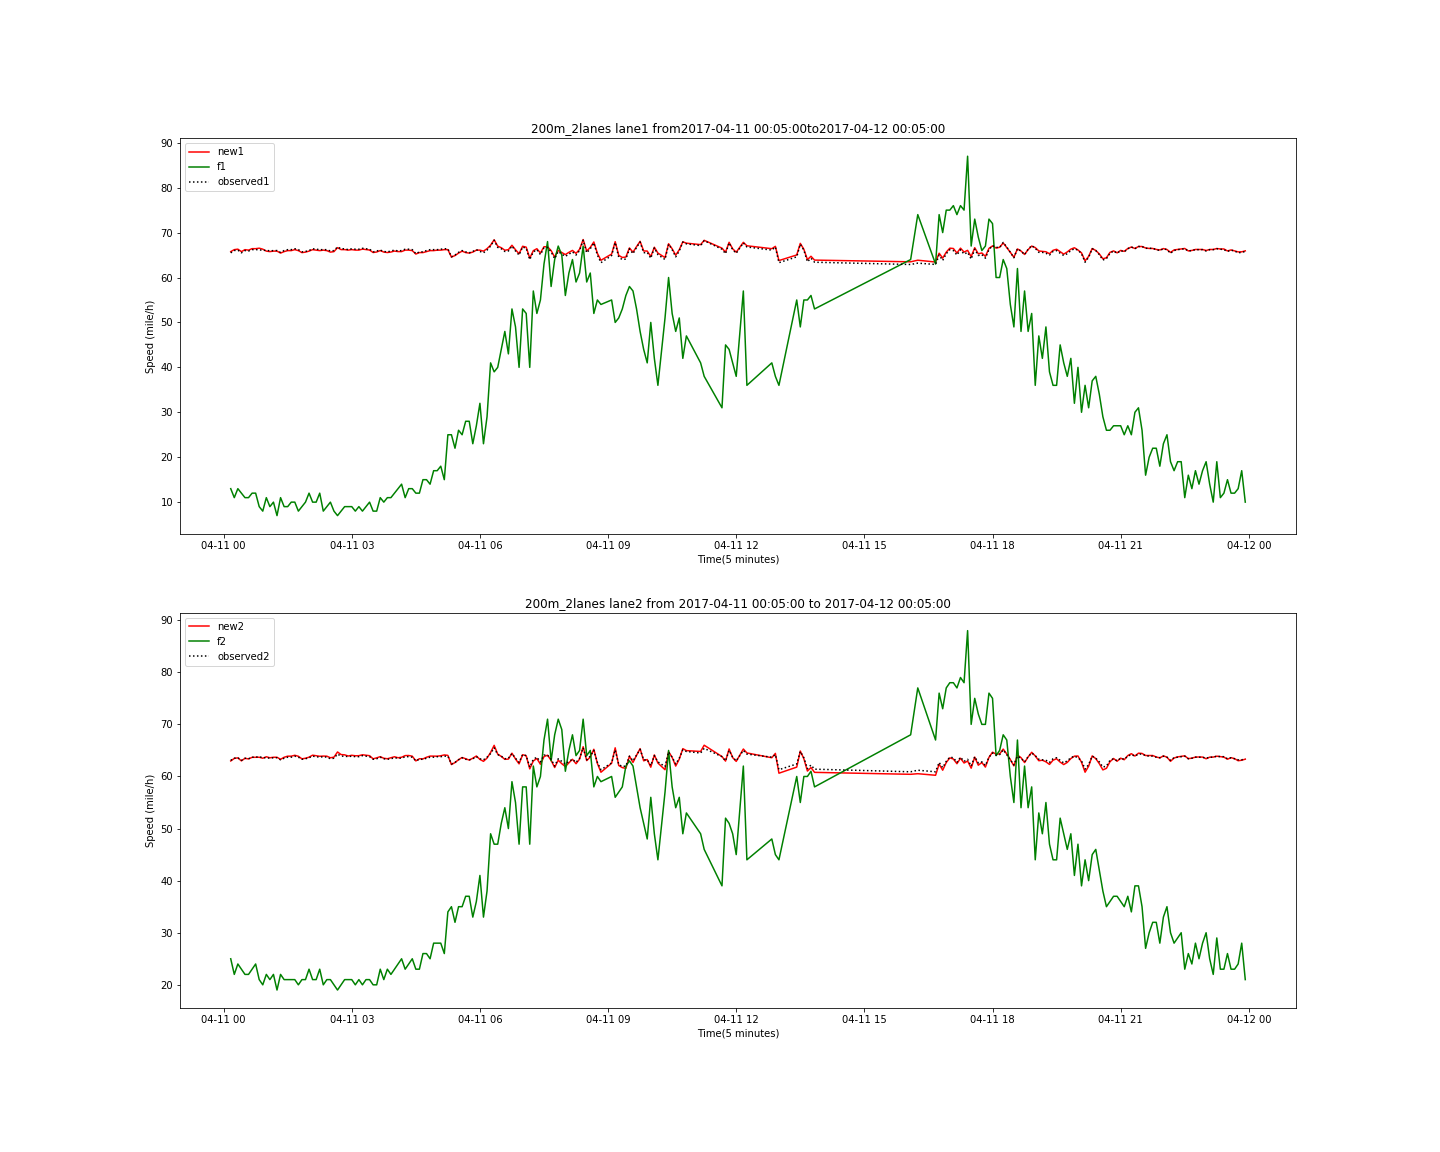 200m_2lanes lane1 from2017-04-11 00:05:00to2017-04-12 00:05:00
new1
f1
observed1
90
80
70
60
50
40
30
20
10
Speed (mile/h)
04-11 00 04-11 03 04-11 06 04-11 09 04-11 12 04-11 15 04-11 18 04-11 21 04-12 00
Time(5 minutes)
200m_2lanes lane2 from 2017-04-11 00:05:00 to 2017-04-12 00:05:00
new2
f2
observed2
90
80
70
60
50
40
30
20
Speed (mile/h)
04-11 00 04-11 03 04-11 06 04-11 09 04-11 12 04-11 15 04-11 18 04-11 21 04-12 00
Time(5 minutes)